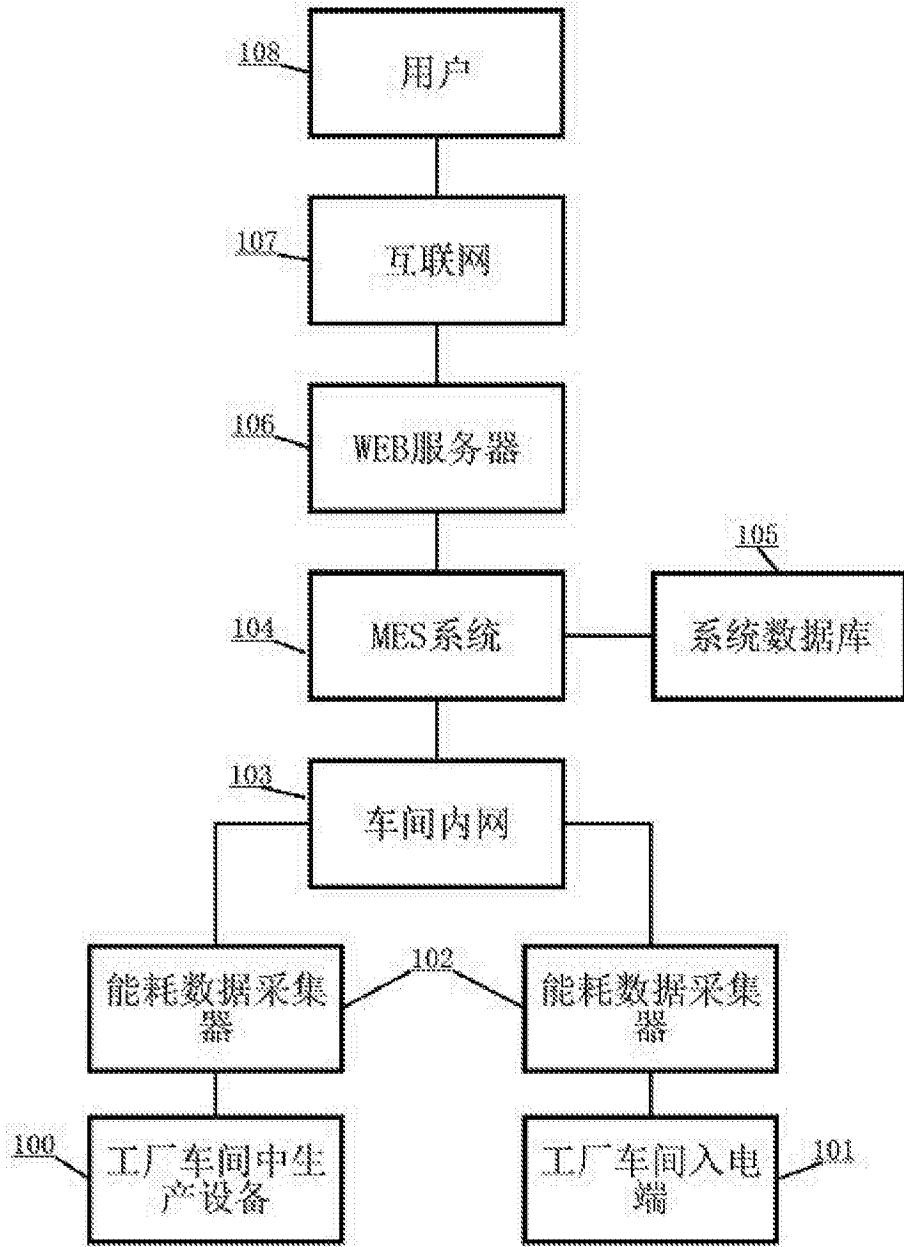 108
用户
107
互联网
106
WEB服务器
105
104
MES系统
系统数据库
103
车间内网
能耗数据采集
器
102
能耗数据采集
器
100
工厂车间中生
产设备
工厂车间入电
端
101